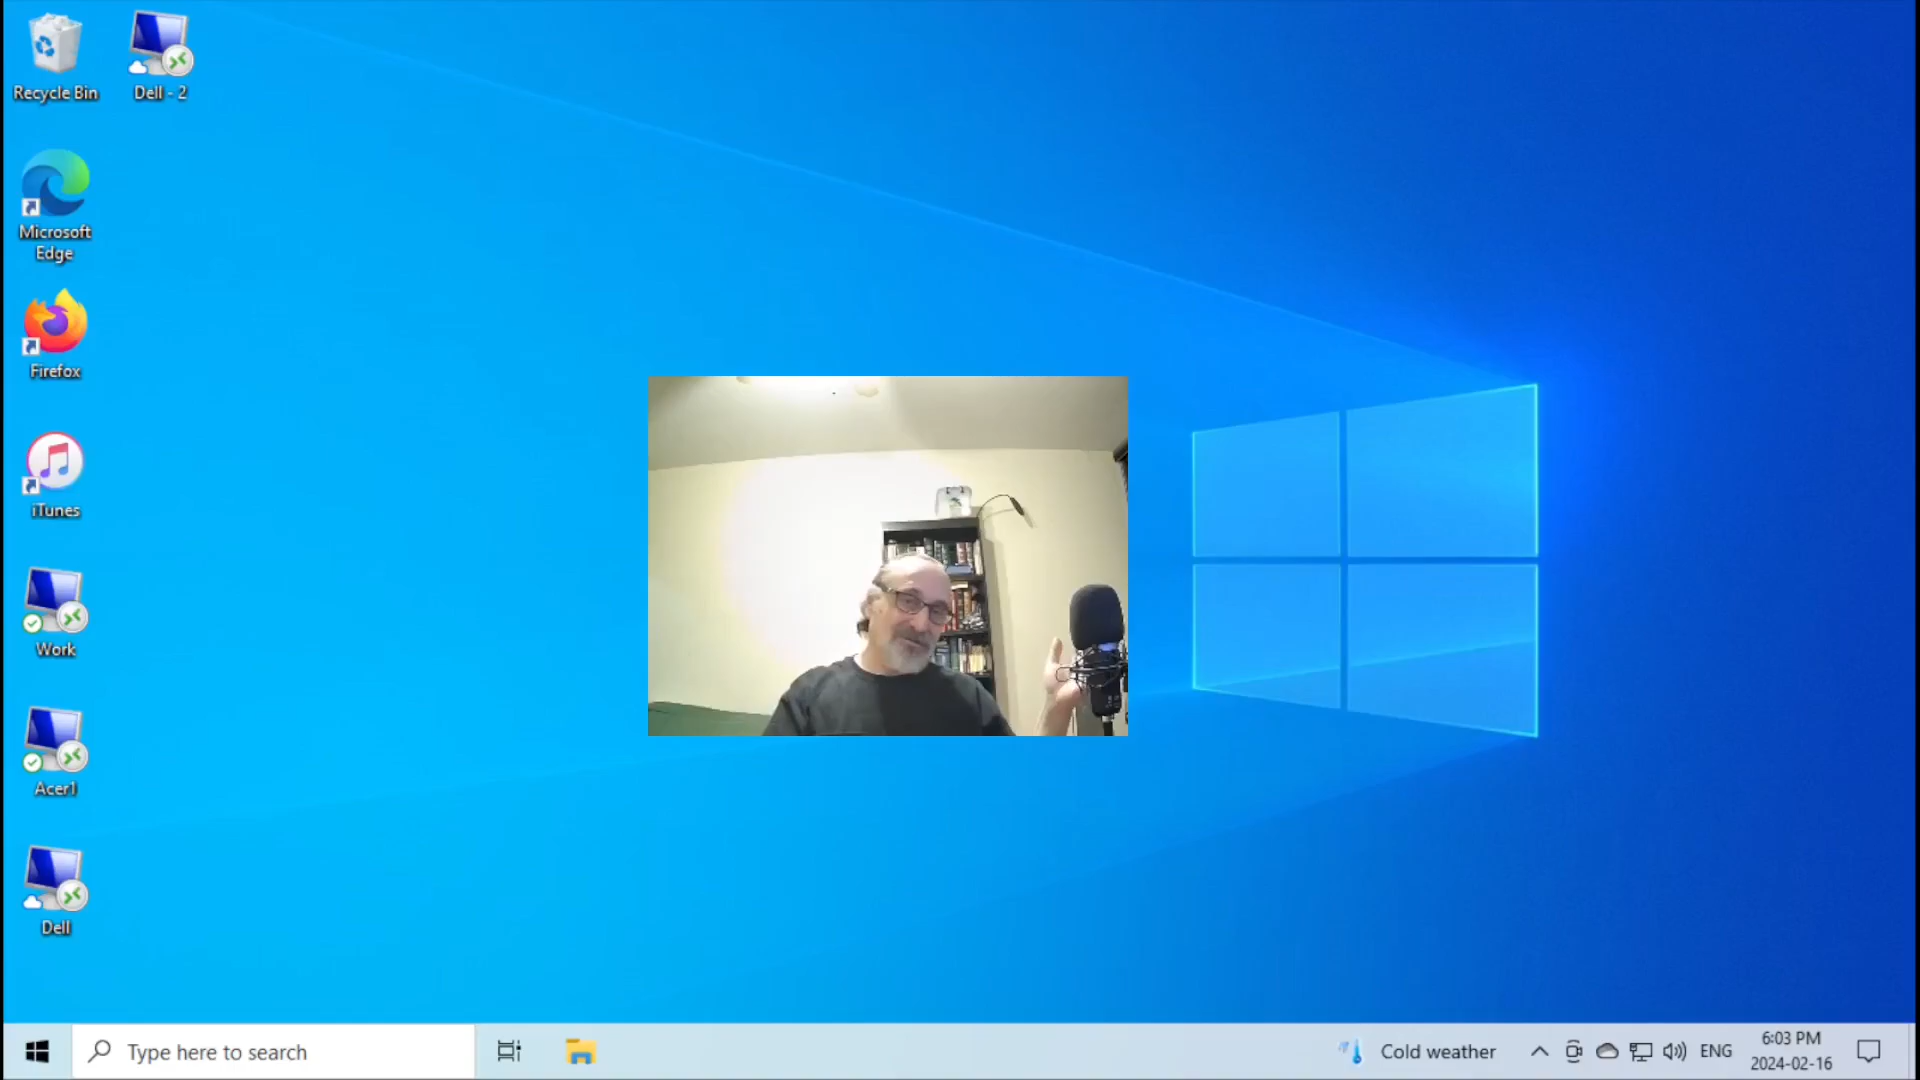 Recycle Bin
Dell - 2
Microsoft
Edge
Firefox
iTunes
Work
Acer1
Dell
Type here to search
Cold weather
ENG
6:03 PM
2024-02-16